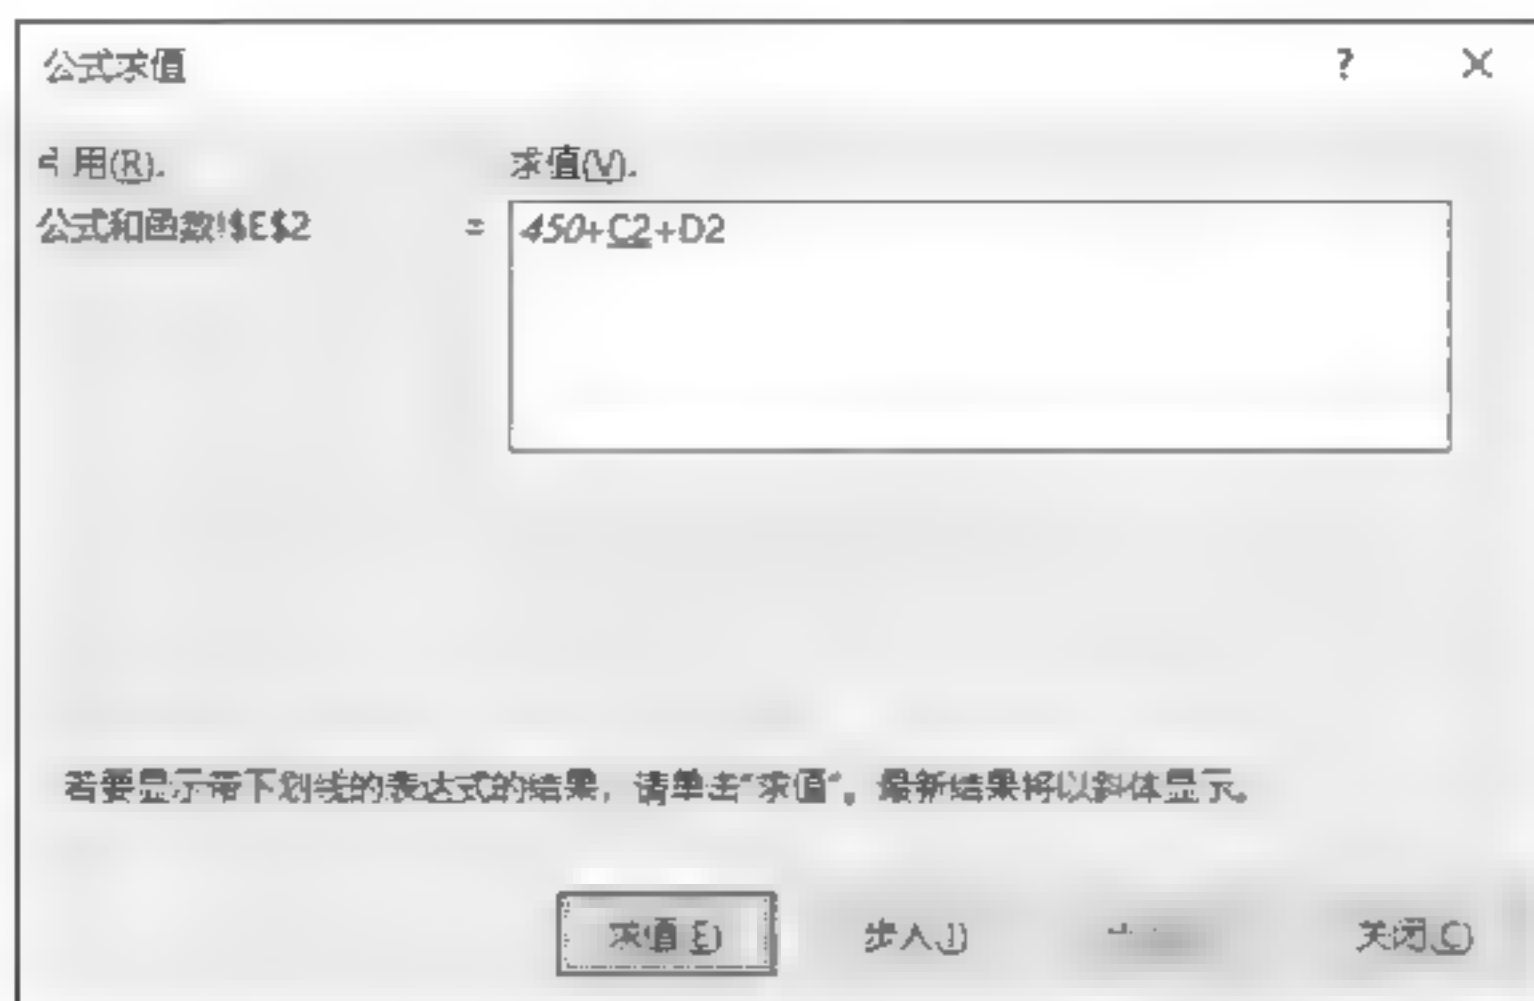 公式求值 ? ×
引用(R): 求值(V):
公式和函数!$E$2 = 450+C2+D2
若要显示带下划线的表达式的结果，请单击"求值"。最新结果将以斜体显示。
求值(E) 步入(I) 关闭(C)